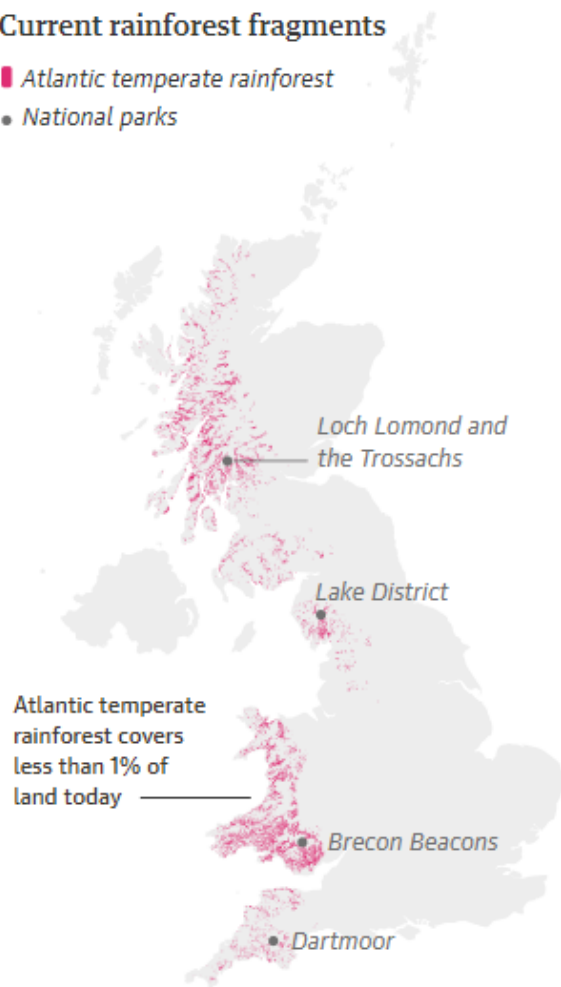 Current rainforest fragments
Atlantic temperate rainforest
National parks
Loch Lomond and
the Trossachs
Lake District
Atlantic temperate
rainforest covers
less than 1% of
land today
Brecon Beacons
Dartmoor